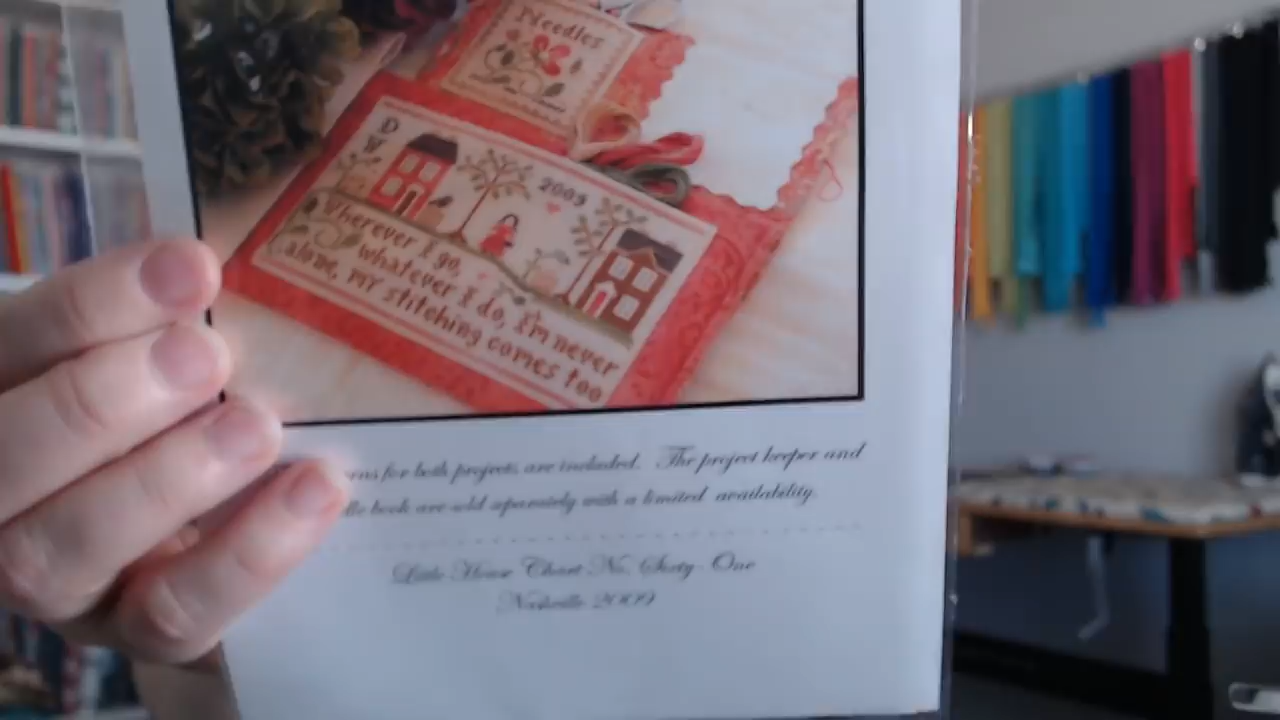 Needles
D
W
2009
Wherever I go,
whatever I do, I'm never
alone, my stitching comes too
for both projects are included. The project keeper and
book are sold separately with a limited availability.
Little House Chart No. Sixty-One
Nashville 2009